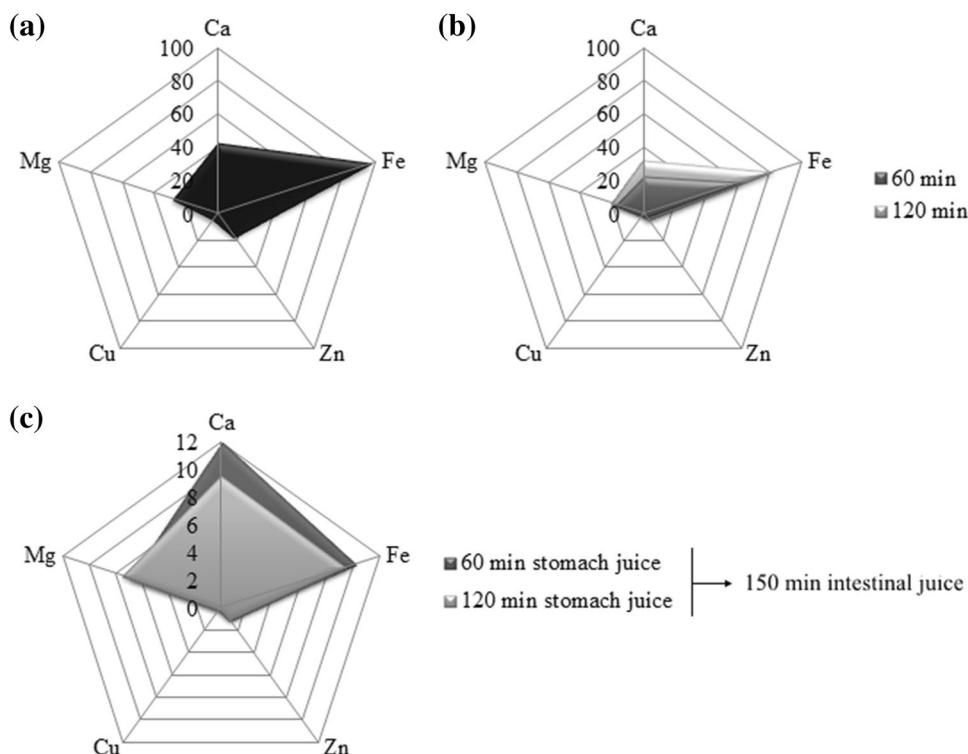 (a)
Ca
100
80
60
40
20
0
Mg
Fe
Cu
Zn
(b)
Ca
100
80
60
40
20
0
Mg
Fe
Cu
Zn
60 min
120 min
(c)
Ca
12
10
8
6
4
2
0
Mg
Fe
Cu
Zn
60 min stomach juice
120 min stomach juice
150 min intestinal juice